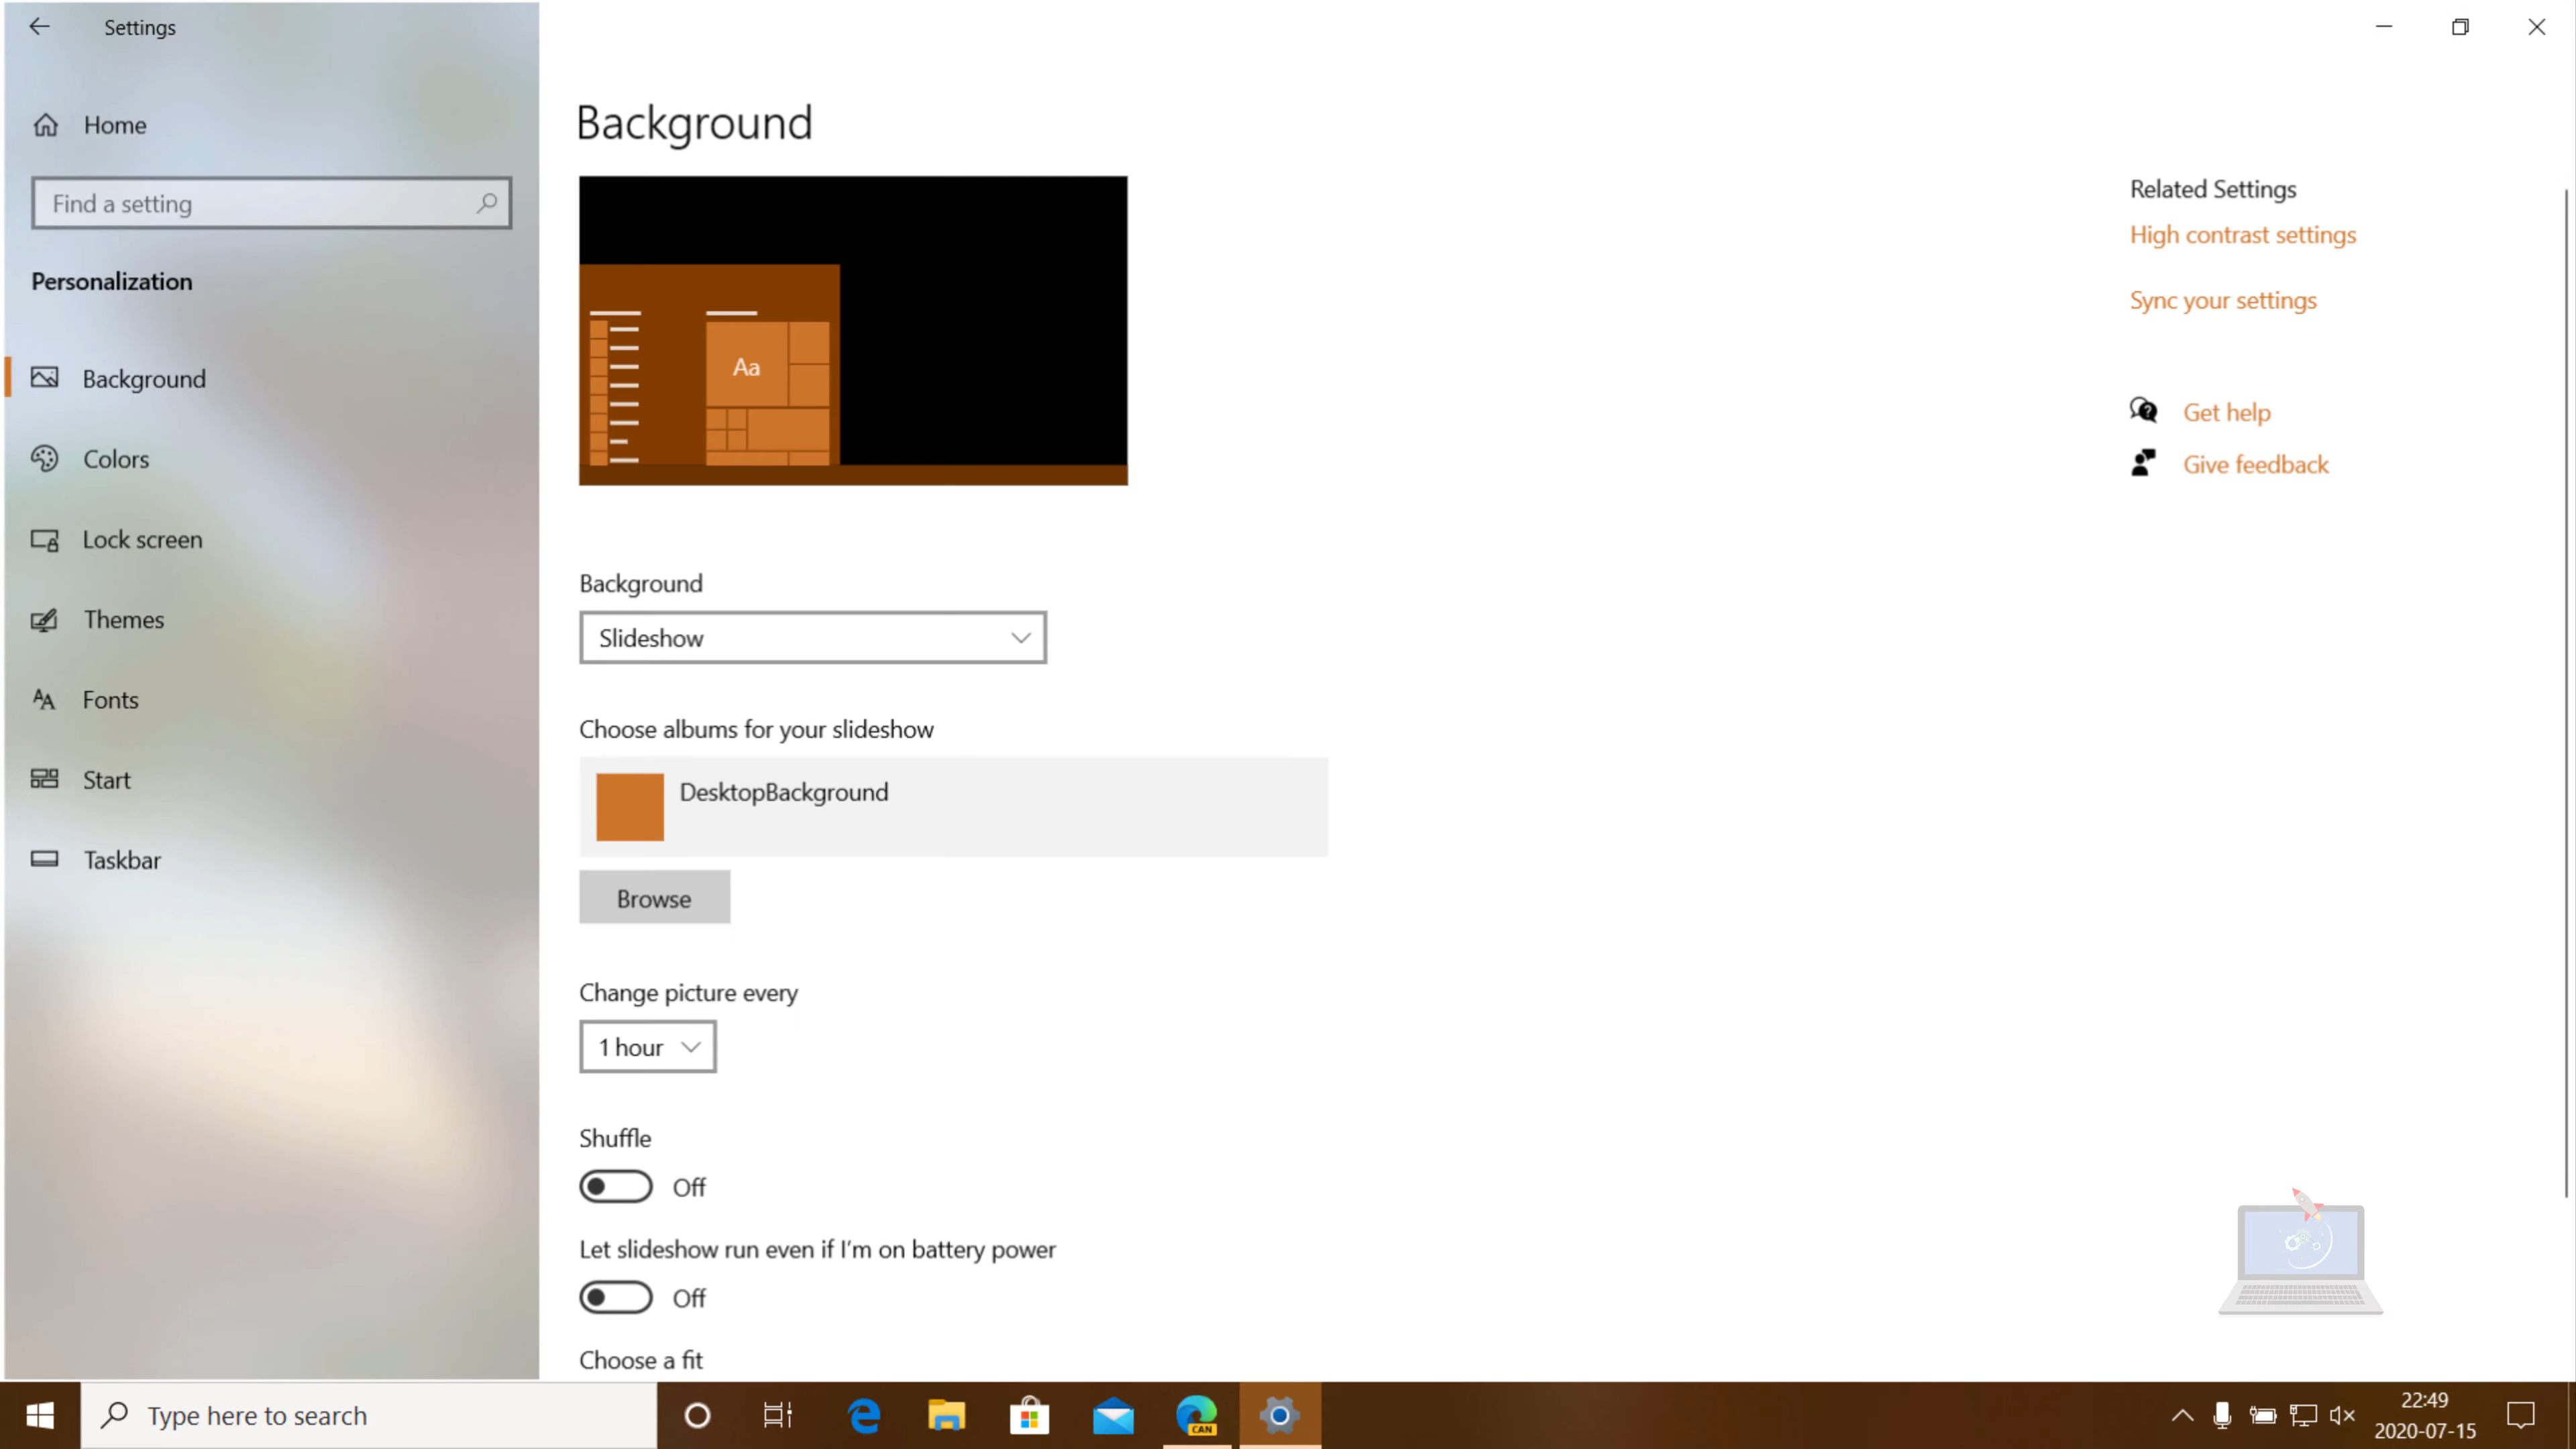 Settings
Home
Find a setting
Personalization
Background
Colors
Lock screen
Themes
Fonts
Start
Taskbar
Background
Aa
Background
Slideshow
Choose albums for your slideshow
DesktopBackground
Browse
Change picture every
1 hour
Shuffle
Off
Let slideshow run even if I'm on battery power
Off
Choose a fit
Related Settings
High contrast settings
Sync your settings
Get help
Give feedback
Type here to search
CAN
22:49
2020-07-15